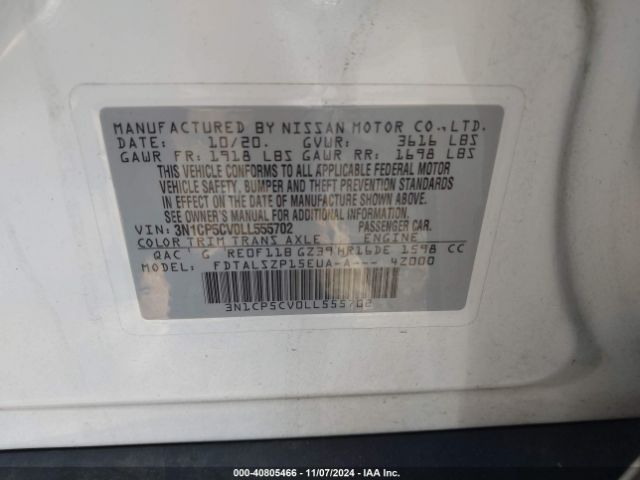 MANUFACTURED BY NISSAN MOTOR CO.,LTD.
DATE: 10/20. GVWR: 3616 LBS
GAWR FR: 1918 LBS GAWR RR: 1698 LBS
THIS VEHICLE CONFORMS TO ALL APPLICABLE FEDERAL MOTOR
VEHICLE SAFETY, BUMPER AND THEFT PREVENTION STANDARDS
IN EFFECT ON THE DATE OF MANUFACTURE SHOWN ABOVE.
SEE OWNER'S MANUAL FOR ADDITIONAL INFORMATION.
VIN: 3N1CP5CV0LL555702 PASSENGER CAR.
COLOR TRIM TRANS AXLE ENGINE
QAC G RE0F11B GZ39 HR16DE 1598 CC
MODEL: FDTALSZP15EUA-A--- 4Z000
3N1CP5CV0LL555702
000-40805466 - 11/07/2024 - IAA Inc.